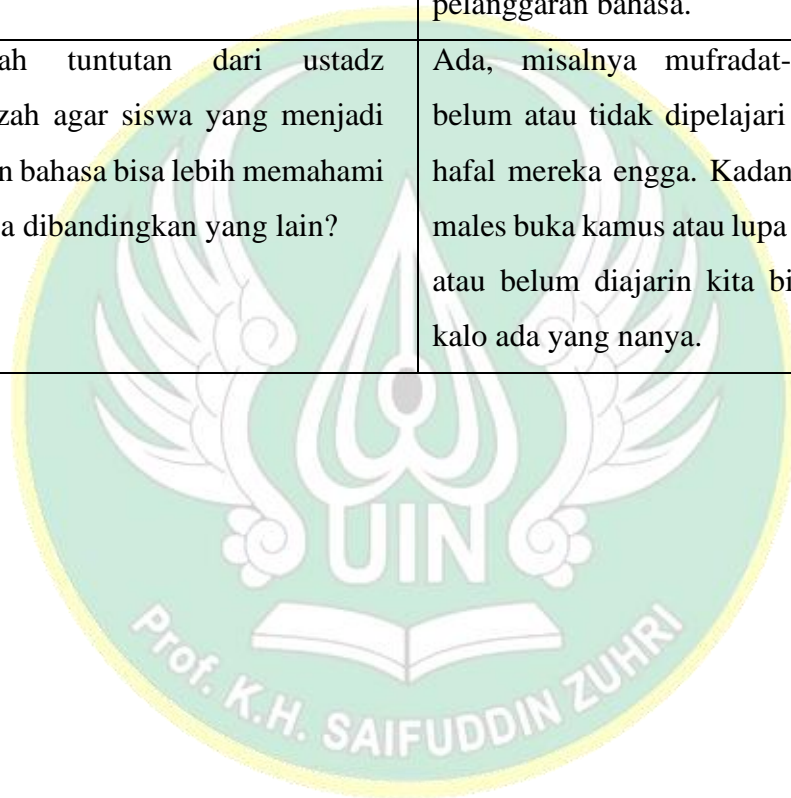 pelanggaran bahasa.
ah tuntutan dari ustadz
zah agar siswa yang menjadi
n bahasa bisa lebih memahami
a dibandingkan yang lain?
Ada, misalnya mufradat-
belum atau tidak dipelajari
hafal mereka engga. Kadan
males buka kamus atau lupa
atau belum diajarin kita bi
kalo ada yang nanya.
UIN
Prof. K.H. SAIFUDDIN ZUHRI